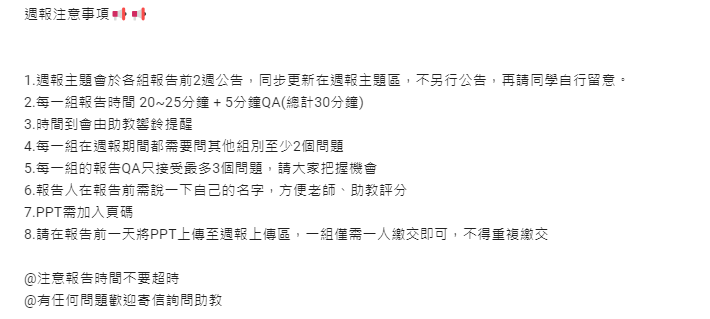 週報注意事項📢📢
1.週報主題會於各組報告前2週公告，同步更新在週報主題區，不另行公告，再請同學自行留意。
2.每一組報告時間 20~25分鐘 + 5分鐘QA(總計30分鐘)
3.時間到會由助教響鈴提醒
4.每一組在週報期間都需要問其他組別至少2個問題
5.每一組的報告QA只接受最多3個問題，請大家把握機會
6.報告人在報告前需說一下自己的名字，方便老師、助教評分
7.PPT需加入頁碼
8.請在報告前一天將PPT上傳至週報上傳區，一組僅需一人繳交即可，不得重複繳交
@注意報告時間不要超時
@有任何問題歡迎寄信詢問助教